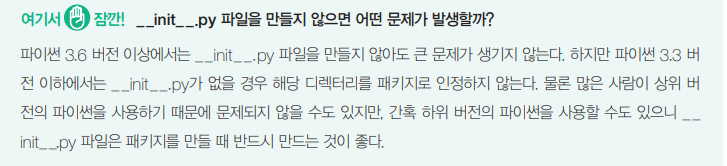 여기서 잠깐! __init__.py 파일을 만들지 않으면 어떤 문제가 발생할까?
파이썬 3.6 버전 이상에서는 __init__.py 파일을 만들지 않아도 큰 문제가 생기지 않는다. 하지만 파이썬 3.3 버
전 이하에서는 __init__.py가 없을 경우 해당 디렉터리를 패키지로 인정하지 않는다. 물론 많은 사람이 상위 버
전의 파이썬을 사용하기 때문에 문제되지 않을 수도 있지만, 간혹 하위 버전의 파이썬을 사용할 수도 있으니 __
init__.py 파일은 패키지를 만들 때 반드시 만드는 것이 좋다.